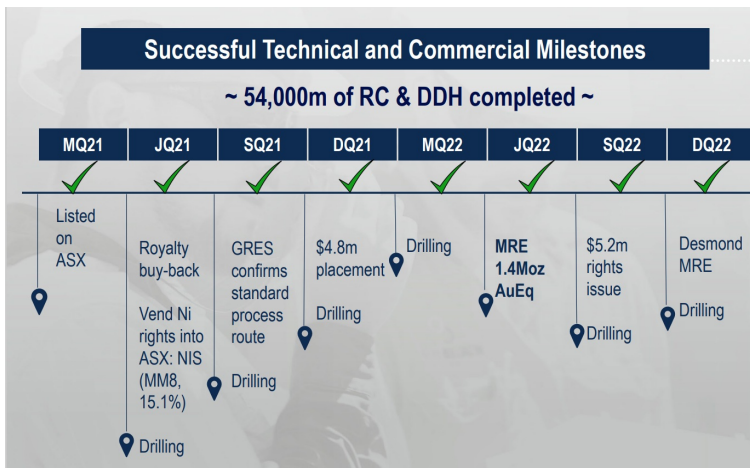 Successful Technical and Commercial Milestones
~ 54,000m of RC & DDH completed ~
MQ21 JQ21 SQ21 DQ21 MQ22 JQ22 SQ22 DQ22
Listed
on
ASX
Royalty
buy-back
Vend Ni
rights into
ASX: NIS
(MM8,
15.1%)
Drilling
GRES
confirms
standard
process
route
Drilling
$4.8m
placement
Drilling
Drilling
MRE
1.4Moz
AuEq
$5.2m
rights
issue
Drilling
Desmond
MRE
Drilling